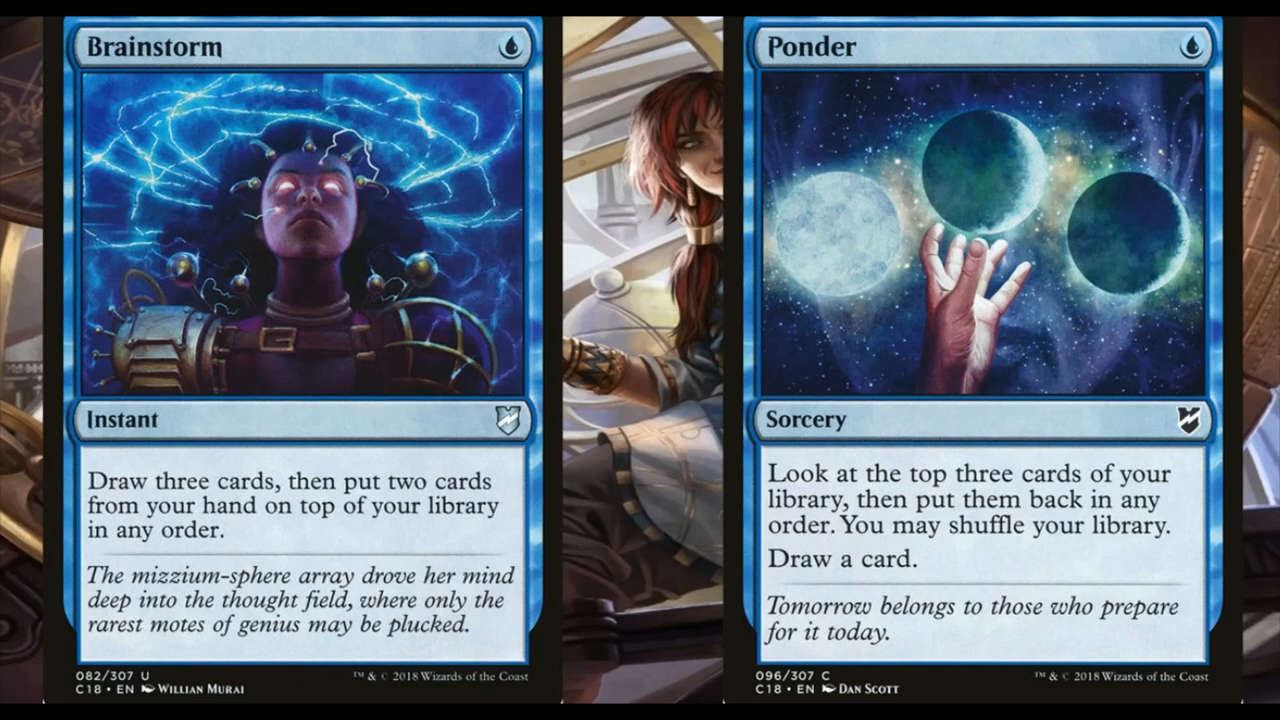 Brainstorm
Instant
Draw three cards, then put two cards
from your hand on top of your library
in any order.
The mizzium-sphere array drove her mind
deep into the thought field, where only the
rarest motes of genius may be plucked.
082/307 U
C18 • EN WILLIAN MURAI
™ & © 2018 Wizards of the Coast
Ponder
Sorcery
Look at the top three cards of your
library, then put them back in any
order. You may shuffle your library.
Draw a card.
Tomorrow belongs to those who prepare
for it today.
096/307 C
C18 • EN DAN SCOTT
™ & © 2018 Wizards of the Coast